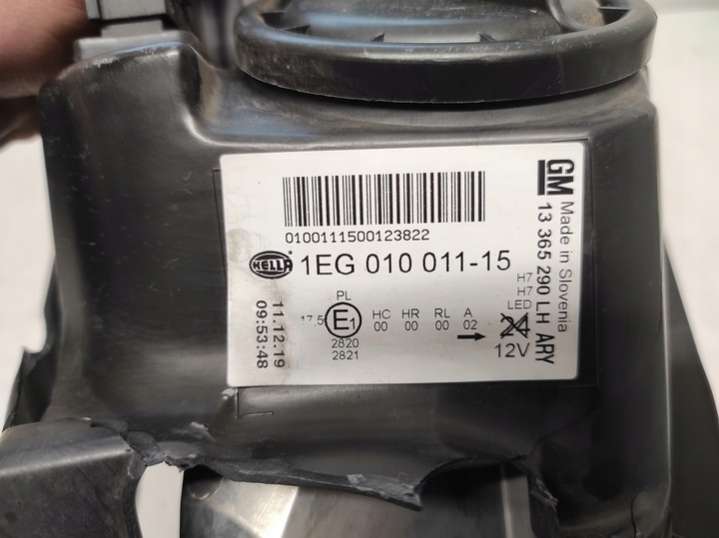 0100111500123822
HELLA 1EG 010 011-15
PL
17,5 E1
2820
2821
HC HR RL A
00 00 00 02
H7
H7
LED
24
12V
11.12.19
09:53:48
GM
Made in Slovenia
13 365 290 LH ARY